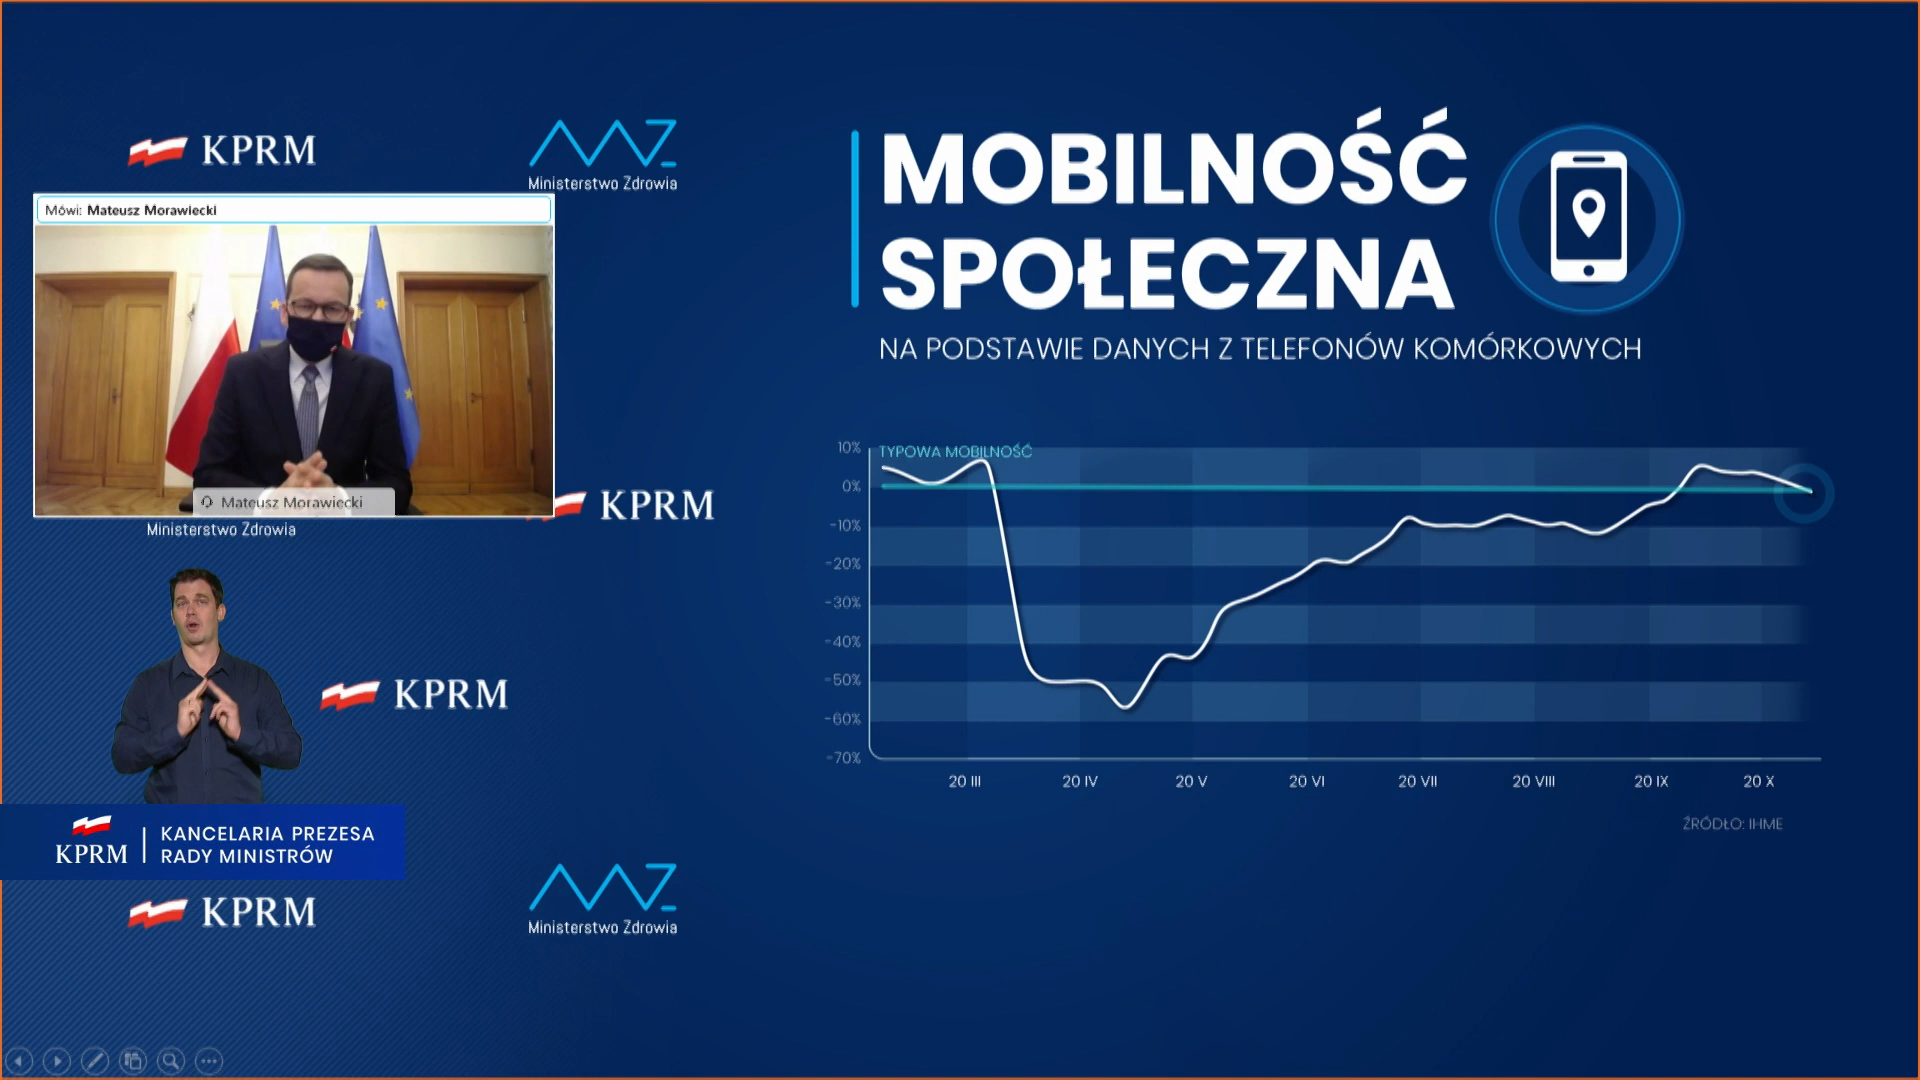 KPRM
Ministerstwo Zdrowia
Mówi: Mateusz Morawiecki
Mateusz Morawiecki
Ministerstwo Zdrowia
KPRM
KPRM
KPRM
KANCELARIA PREZESA
RADY MINISTRÓW
KPRM
Ministerstwo Zdrowia
MOBILNOŚĆ
SPOŁECZNA
NA PODSTAWIE DANYCH Z TELEFONÓW KOMÓRKOWYCH
TYPOWA MOBILNOŚĆ
10%
0%
-10%
-20%
-30%
-40%
-50%
-60%
-70%
20 III 20 IV 20 V 20 VI 20 VII 20 VIII 20 IX 20 X
ŹRÓDŁO: IHME